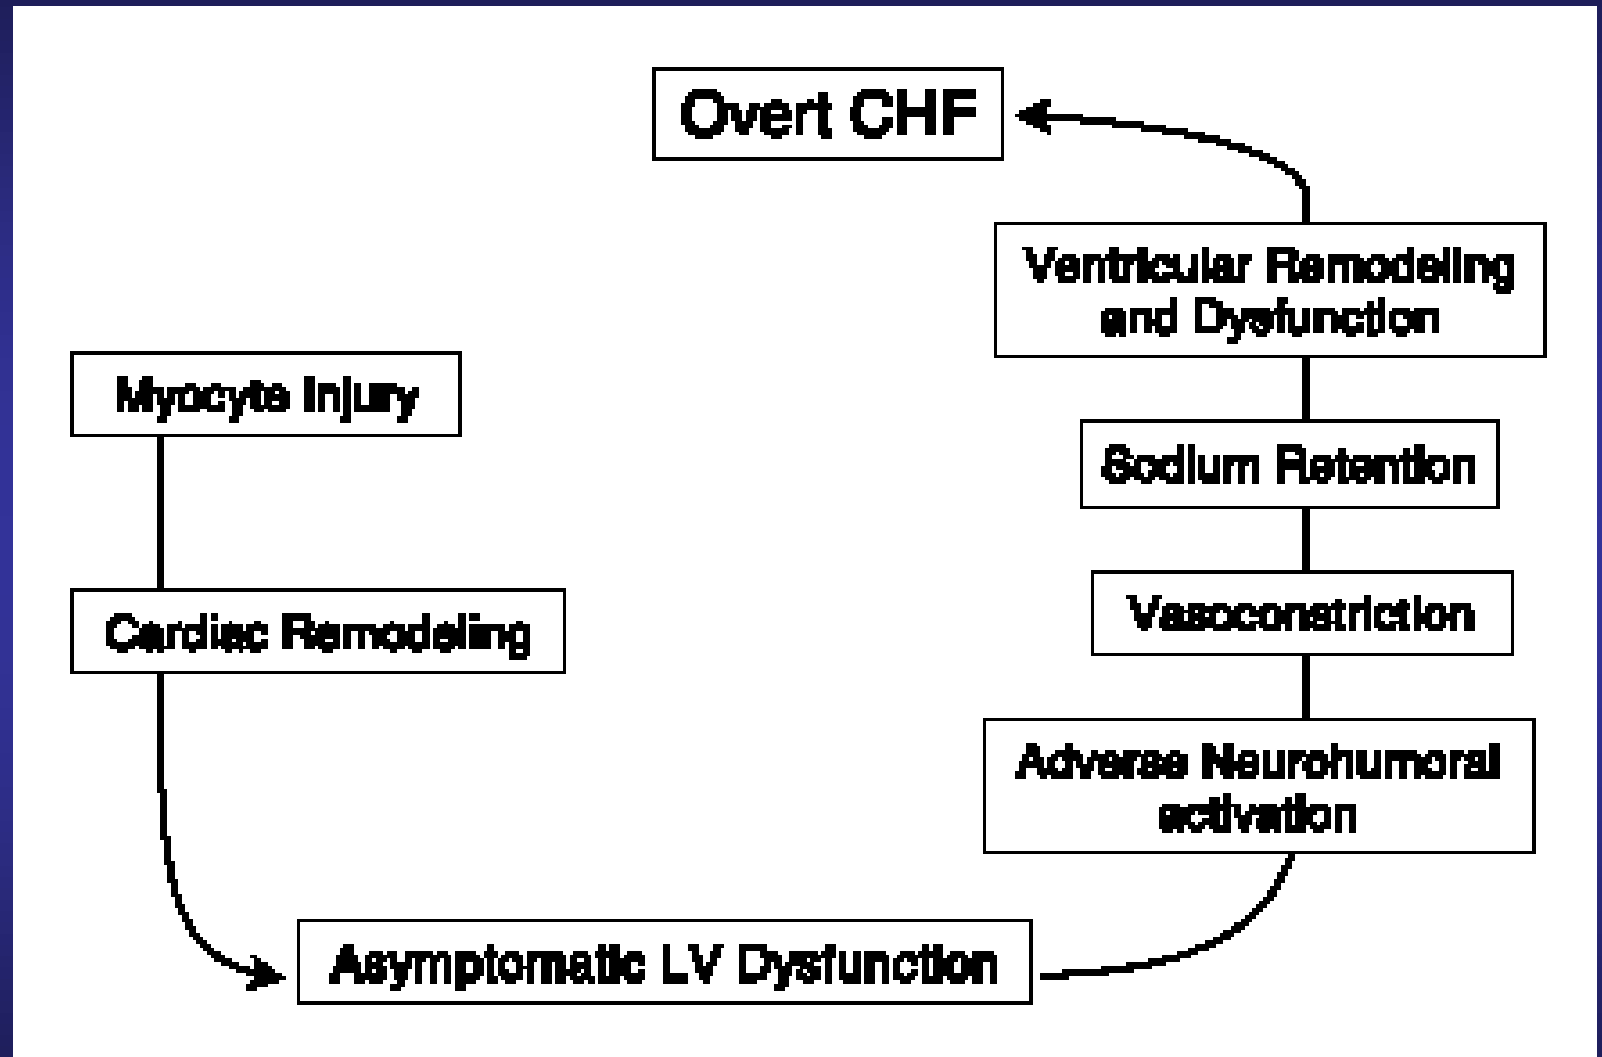 Overt CHF
Ventricular Remodeling
and Dysfunction
Myocyte Injury
Sodium Retention
Cardiac Remodeling
Vasoconstriction
Adverse Neurohumoral
activation
Asymptomatic LV Dysfunction